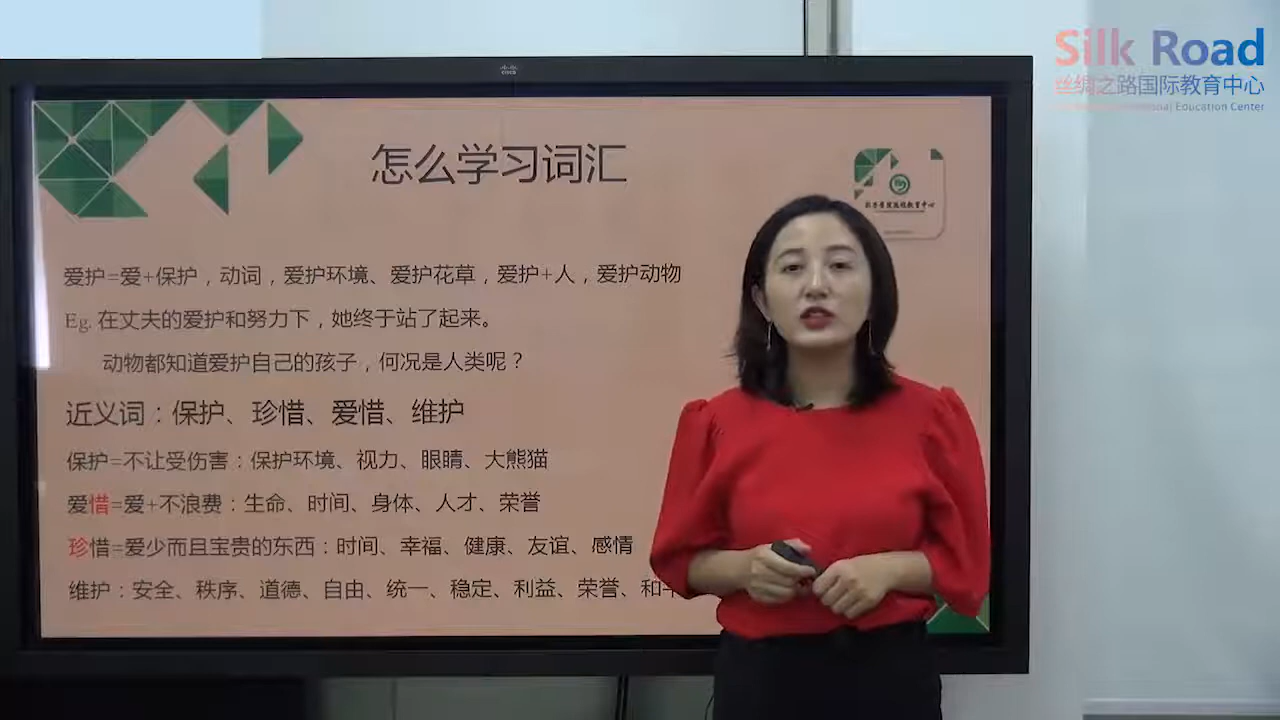 Silk Road
丝绸之路国际教育中心
Education Center
CISCO
怎么学习词汇
爱护=爱+保护，动词，爱护环境、爱护花草，爱护+人，爱护动物
Eg. 在丈夫的爱护和努力下，她终于站了起来。
动物都知道爱护自己的孩子，何况是人类呢？
近义词：保护、珍惜、爱惜、维护
保护=不让受伤害：保护环境、视力、眼睛、大熊猫
爱惜=爱+不浪费：生命、时间、身体、人才、荣誉
珍惜=爱少而且宝贵的东西：时间、幸福、健康、友谊、感情
维护：安全、秩序、道德、自由、统一、稳定、利益、荣誉、和